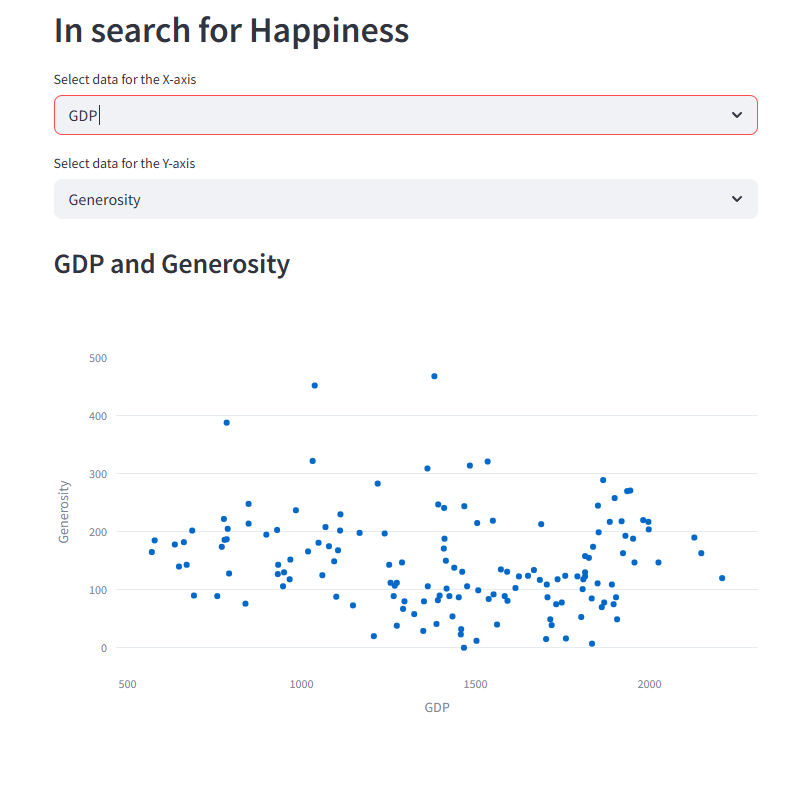 In search for Happiness
Select data for the X-axis
GDP
Select data for the Y-axis
Generosity
GDP and Generosity
500
400
300
200
100
0
Generosity
500 1000 1500 2000
GDP